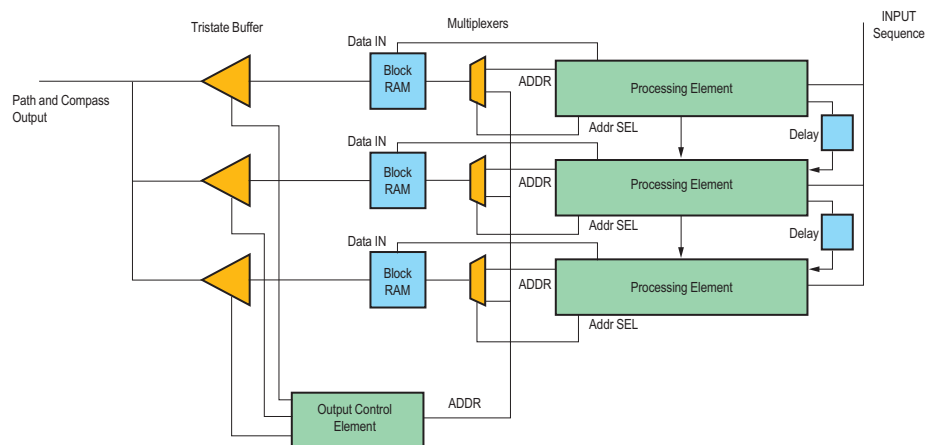 Tristate Buffer
Multiplexers
INPUT
Sequence
Data IN
Block
RAM
ADDR
Processing Element
Path and Compass
Output
Addr SEL
Delay
Data IN
Block
RAM
ADDR
Processing Element
Addr SEL
Delay
Data IN
Block
RAM
ADDR
Processing Element
Addr SEL
Output Control
Element
ADDR